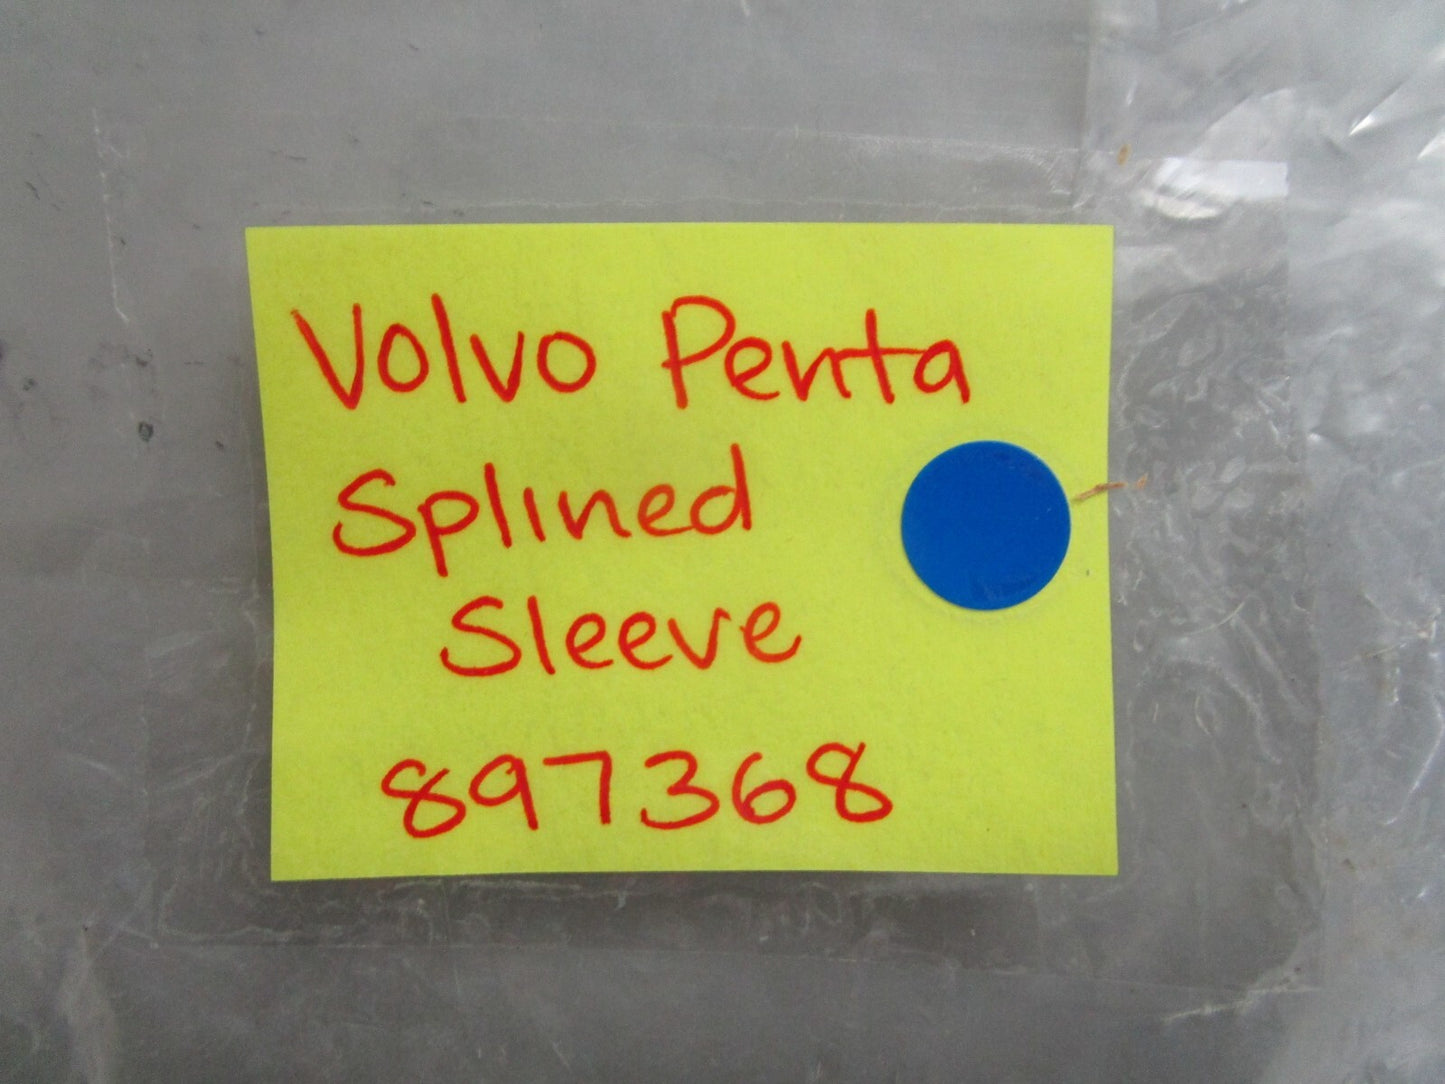 Volvo Penta
Splined
Sleeve
897368